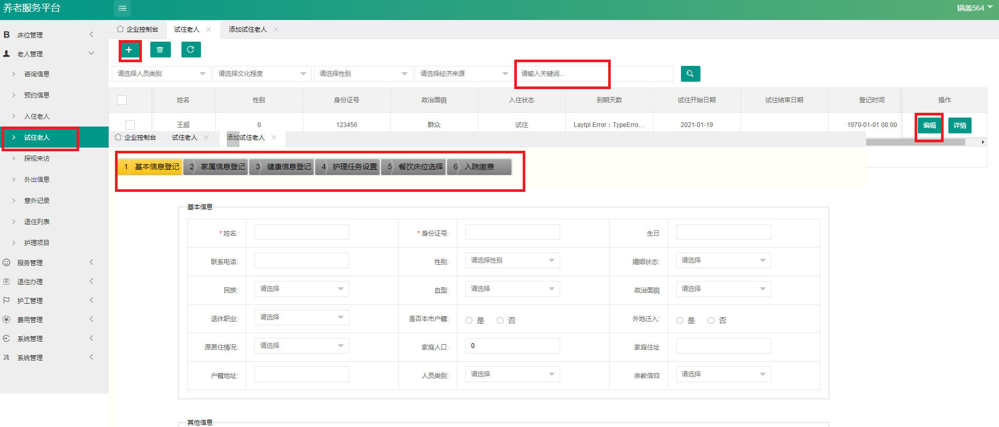 养老服务平台
锅盖564
企业控制台 试住老人 添加试住老人
B 床位管理
老人管理
咨询信息
预约信息
入住老人
试住老人
探视来访
外出信息
意外记录
退住列表
护理项目
服务管理
退住办理
护工管理
费用管理
系统管理
系统管理
请选择人员类别 请选择文化程度 请选择性别 请选择经济来源 请输入关键词...
姓名 性别 身份证号 政治面貌 入住状态 到期天数 试住开始日期 试住结束日期 登记时间 操作
王超 0 123456 群众 试住 Laytpl Error：TypeErro... 2021-01-19 1970-01-01 08:00 编辑 详情
企业控制台 试住老人 添加试住老人
1 基本信息登记 2 家属信息登记 3 健康信息登记 4 护理任务设置 5 餐饮床位选择 6 入院缴费
基本信息
* 姓名: * 身份证号: 生日
联系电话: 性别: 请选择性别 婚姻状态: 请选择
民族: 请选择 血型: 请选择 政治面貌 请选择
退休职业: 请选择 是否本市户籍: 是 否 外地迁入: 是 否
原居住情况: 请选择 家庭人口: 0 家庭住址
户籍地址: 人员类别: 请选择 宗教信仰 请选择
其他信息